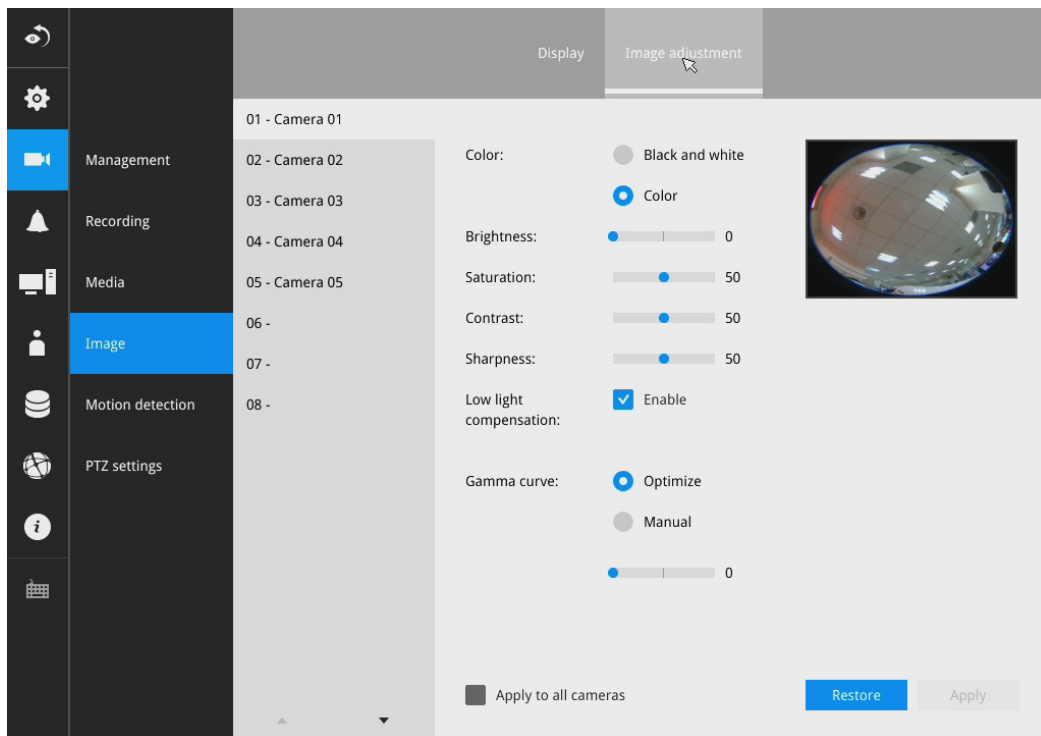 Display
Image adjustment
Management
Recording
Media
Image
Motion detection
PTZ settings
01 - Camera 01
02 - Camera 02
03 - Camera 03
04 - Camera 04
05 - Camera 05
06 -
07 -
08 -
Color:
Black and white
Color
Brightness:
0
Saturation:
50
Contrast:
50
Sharpness:
50
Low light
compensation:
Enable
Gamma curve:
Optimize
Manual
0
Apply to all cameras
Restore
Apply